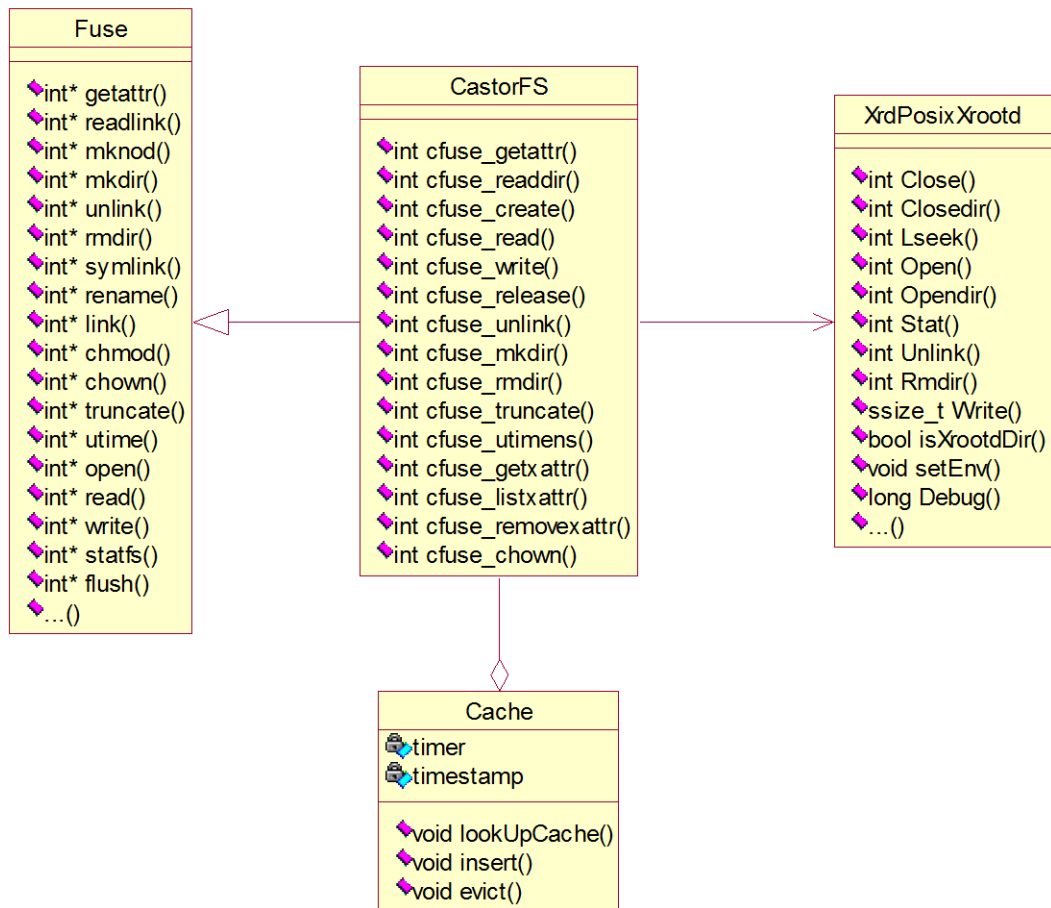 Fuse
int* getattr()
int* readlink()
int* mknod()
int* mkdir()
int* unlink()
int* rmdir()
int* symlink()
int* rename()
int* link()
int* chmod()
int* chown()
int* truncate()
int* utime()
int* open()
int* read()
int* write()
int* statfs()
int* flush()
...()
CastorFS
int cfuse_getattr()
int cfuse_readdir()
int cfuse_create()
int cfuse_read()
int cfuse_write()
int cfuse_release()
int cfuse_unlink()
int cfuse_mkdir()
int cfuse_rmdir()
int cfuse_truncate()
int cfuse_utimens()
int cfuse_getxattr()
int cfuse_listxattr()
int cfuse_removexattr()
int cfuse_chown()
XrdPosixXrootd
int Close()
int Closedir()
int Lseek()
int Open()
int Opendir()
int Stat()
int Unlink()
int Rmdir()
ssize_t Write()
bool isXrootdDir()
void setEnv()
long Debug()
...()
Cache
timer
timestamp
void lookUpCache()
void insert()
void evict()